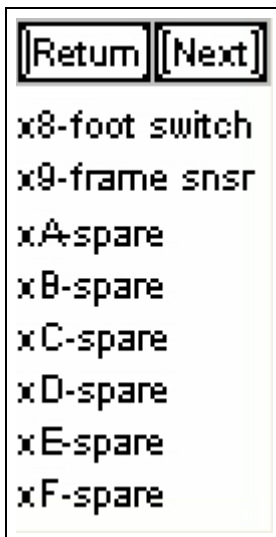 [Return] [Next]
x8-foot switch
x9-frame snsr
xA-spare
xB-spare
xC-spare
xD-spare
xE-spare
xF-spare